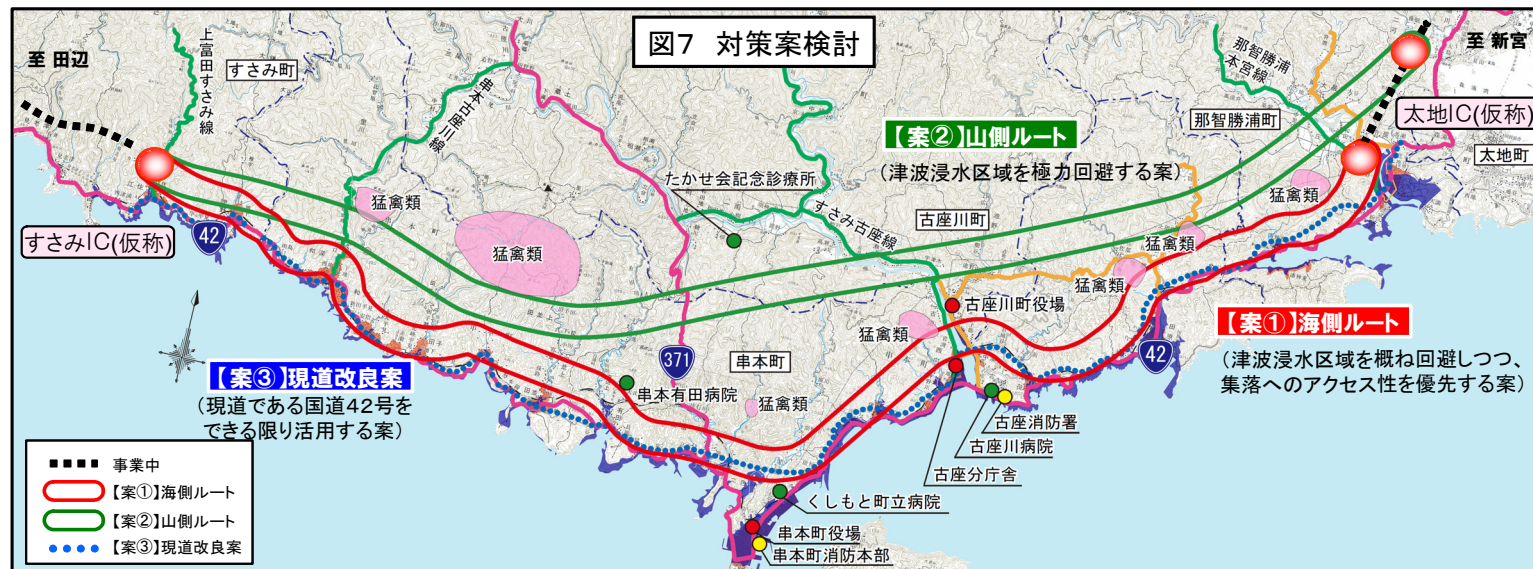 図7 対策案検討
至 田辺
上富田すさみ線
すさみ町
串本古座川線
那智勝浦
本宮線
至 新宮
那智勝浦町
太地IC(仮称)
太地町
【案②】山側ルート
(津波浸水区域を極力回避する案)
たかせ会記念診療所
すさみ古座線
古座川町
猛禽類
猛禽類
猛禽類
猛禽類
猛禽類
猛禽類
猛禽類
すさみIC(仮称)
42
古座川町役場
【案①】海側ルート
(津波浸水区域を概ね回避しつつ、
集落へのアクセス性を優先する案)
42
371
串本町
【案③】現道改良案
(現道である国道42号を
できる限り活用する案)
串本有田病院
古座消防署
古座川病院
古座分庁舎
くしもと町立病院
串本町役場
串本町消防本部
事業中
【案①】海側ルート
【案②】山側ルート
【案③】現道改良案